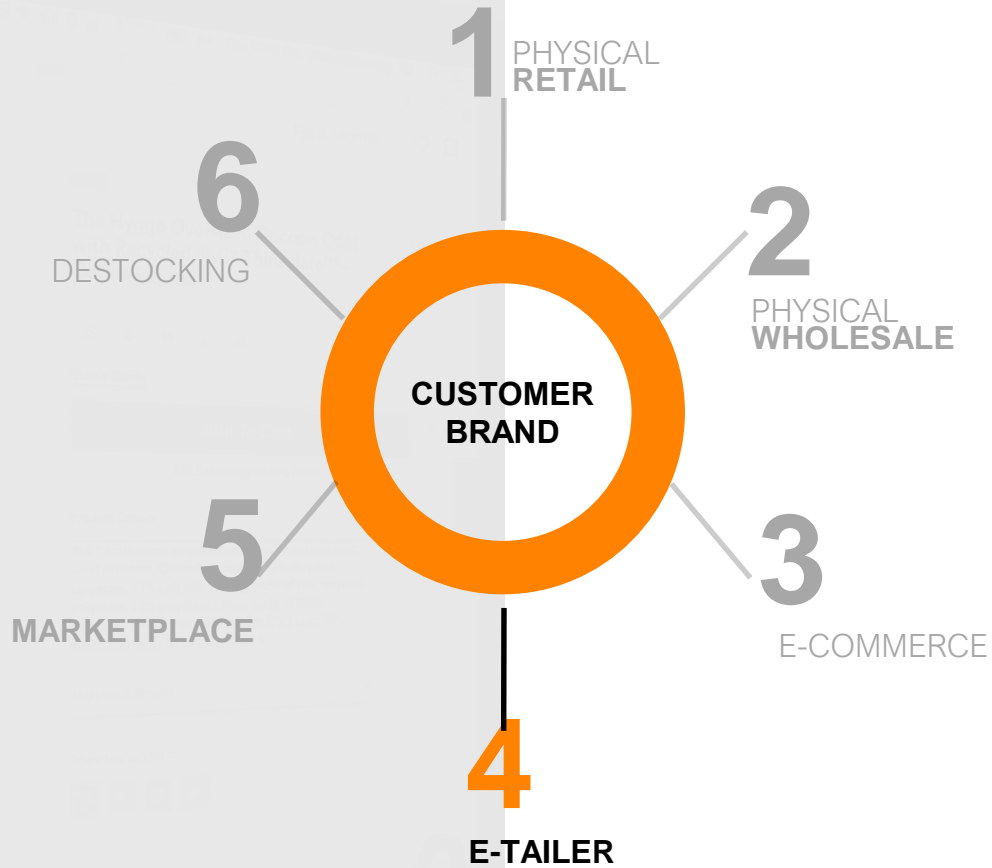 1
PHYSICAL
RETAIL
6
DESTOCKING
2
PHYSICAL
WHOLESALE
CUSTOMER
BRAND
5
MARKETPLACE
3
E-COMMERCE
4
E-TAILER